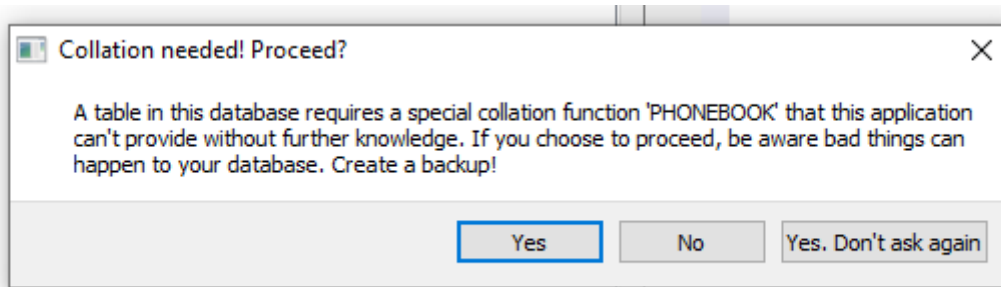 Collation needed! Proceed?
A table in this database requires a special collation function 'PHONEBOOK' that this application
can't provide without further knowledge. If you choose to proceed, be aware bad things can
happen to your database. Create a backup!
Yes No Yes. Don't ask again